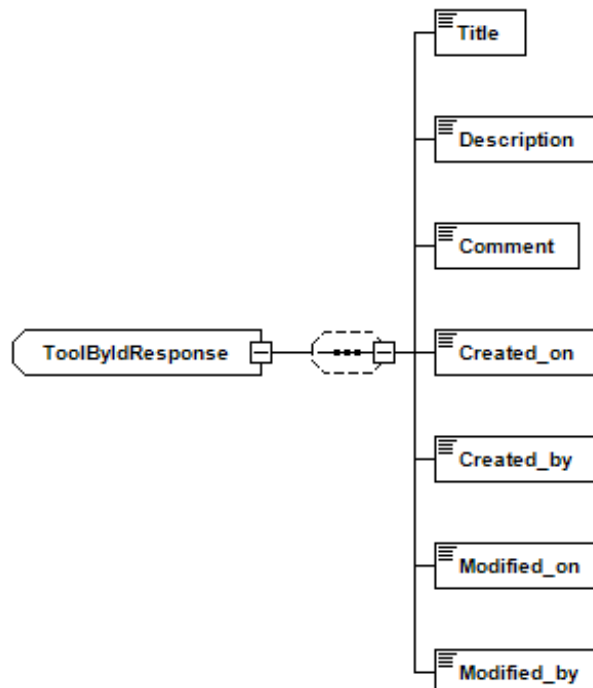 Title
Description
Comment
ToolByIdResponse
Created_on
Created_by
Modified_on
Modified_by